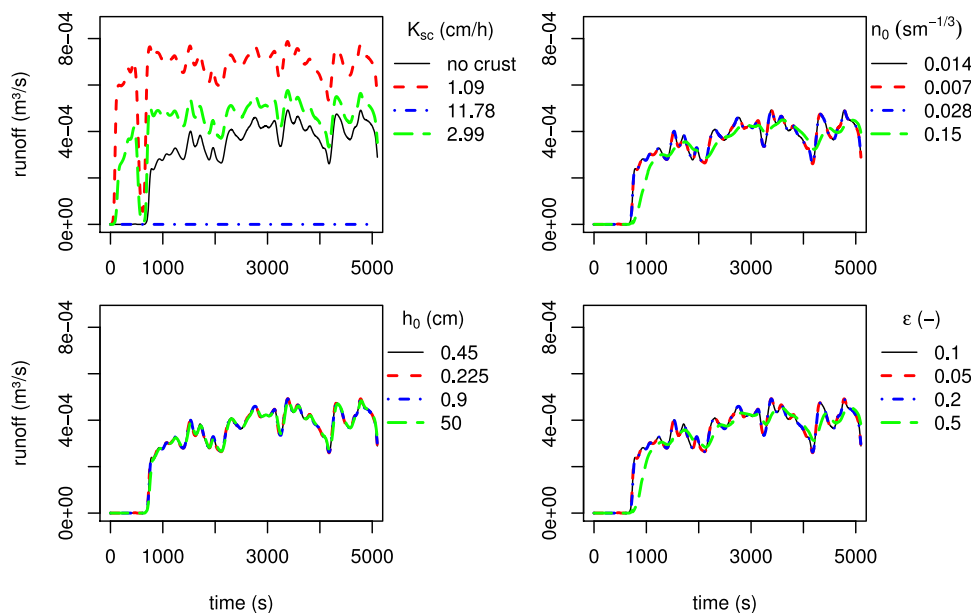 runoff (m³/s)
8e−04
4e−04
0e+00
0
1000
3000
5000
K_sc (cm/h)
no crust
1.09
11.78
2.99
8e−04
4e−04
0e+00
0
1000
3000
5000
n_0 (sm^−1/3)
0.014
0.007
0.028
0.15
runoff (m³/s)
8e−04
4e−04
0e+00
0
1000
3000
5000
time (s)
h_0 (cm)
0.45
0.225
0.9
50
8e−04
4e−04
0e+00
0
1000
3000
5000
time (s)
ε (−)
0.1
0.05
0.2
0.5